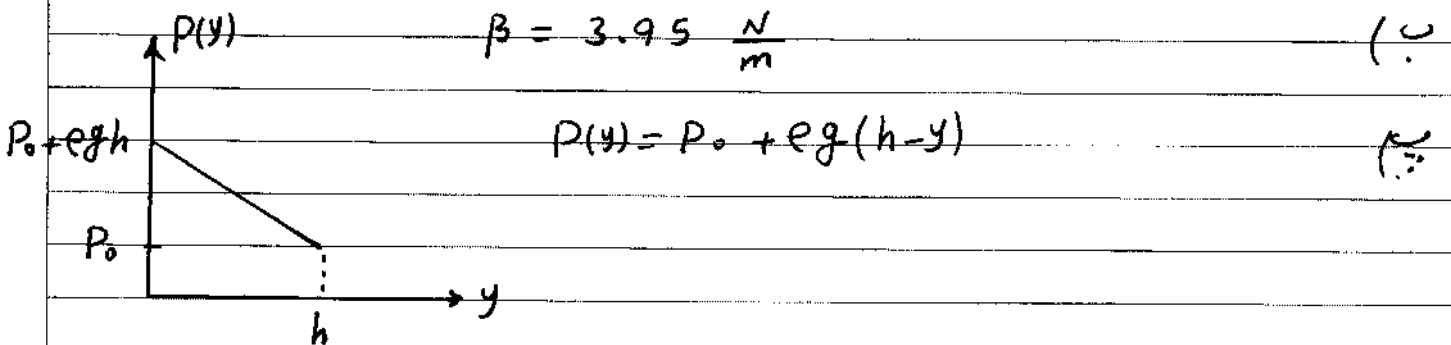 ب)
β = 3.95 N/m
P(y)
پ)
P(y) = P₀ + ρg(h-y)
P₀ + ρgh
P₀
y
h